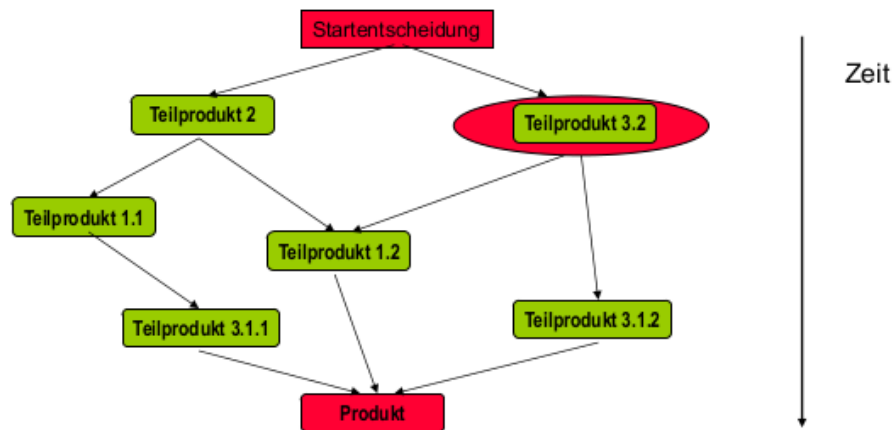 Startentscheidung
Zeit
Teilprodukt 2
Teilprodukt 3.2
Teilprodukt 1.1
Teilprodukt 1.2
Teilprodukt 3.1.1
Teilprodukt 3.1.2
Produkt